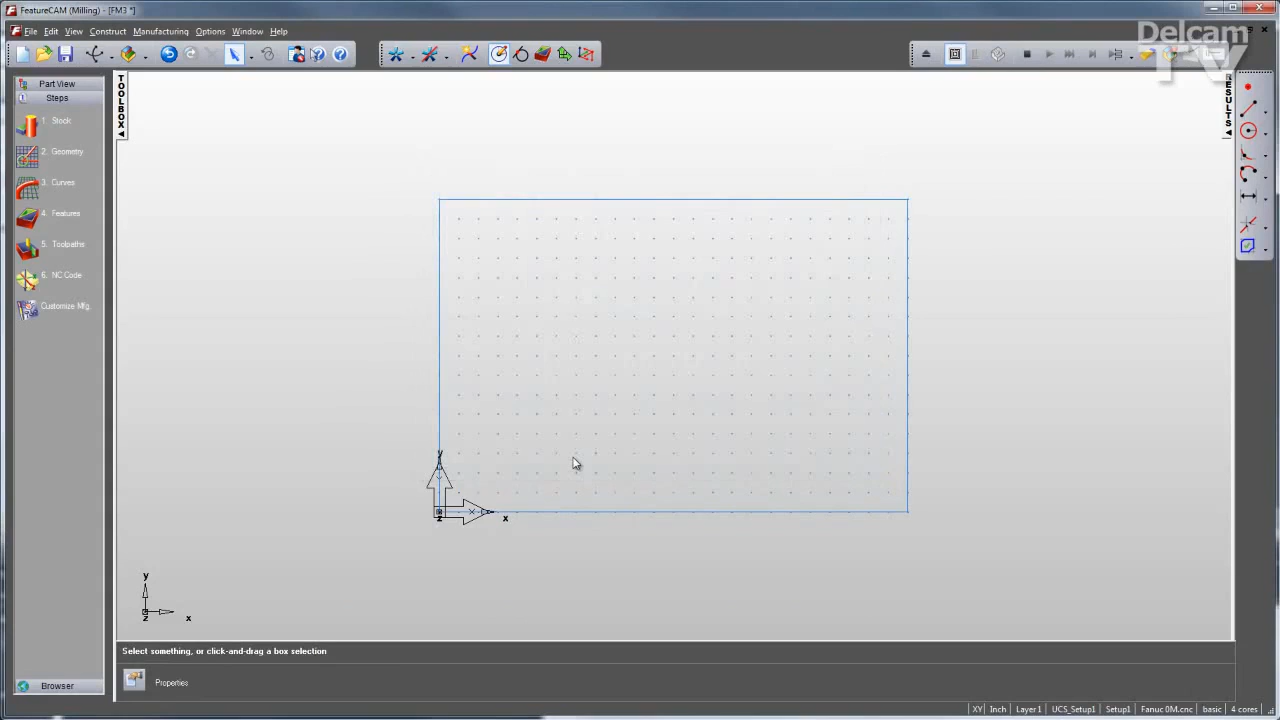 FeatureCAM (Milling) - [FM3 *]
File Edit View Construct Manufacturing Options Window Help
Delcam
TV
Part View
Steps
1. Stock
2. Geometry
3. Curves
4. Features
5. Toolpaths
6. NC Code
Customize Mfg.
TOOLBOX
RESULTS
y
x
z
y
x
z
Select something, or click-and-drag a box selection
Properties
Browser
XY Inch Layer1 UCS_Setup1 Setup1 Fanuc 0M.cnc basic 4 cores